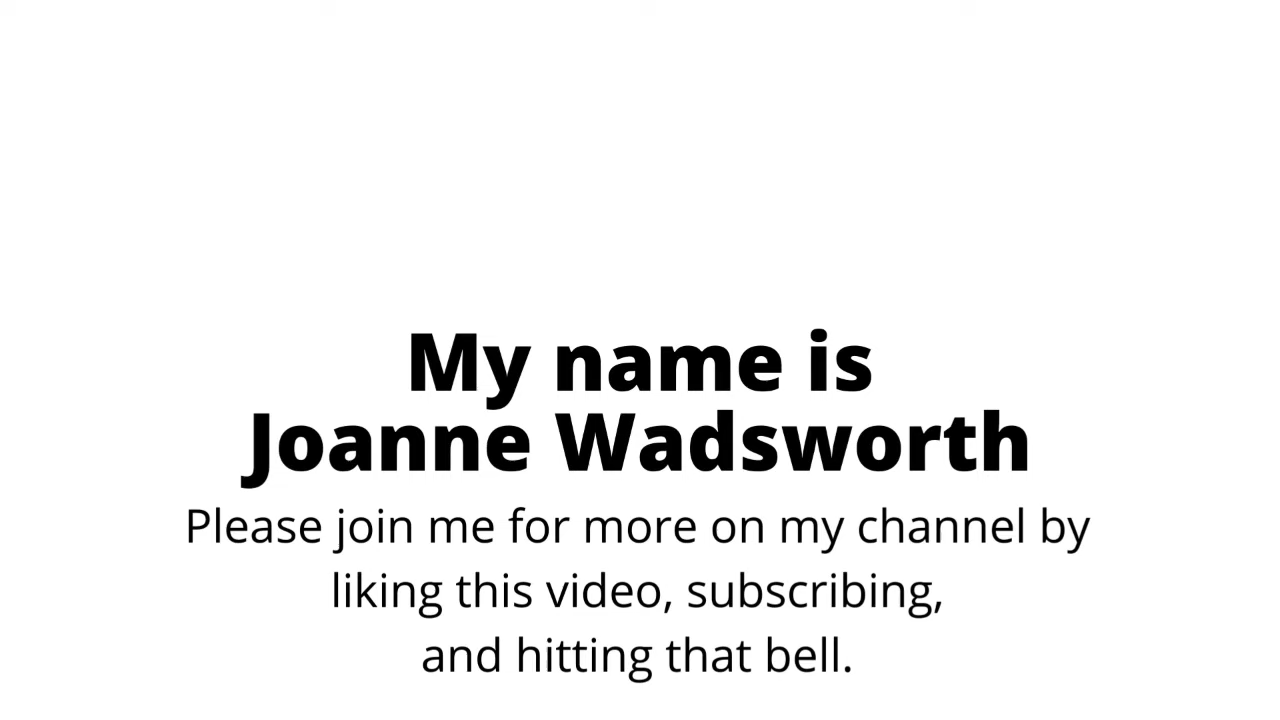 My name is
Joanne Wadsworth
Please join me for more on my channel by
liking this video, subscribing,
and hitting that bell.